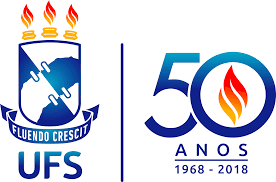 FLUENDO CRESCIT
UFS
50
ANOS
1968 - 2018